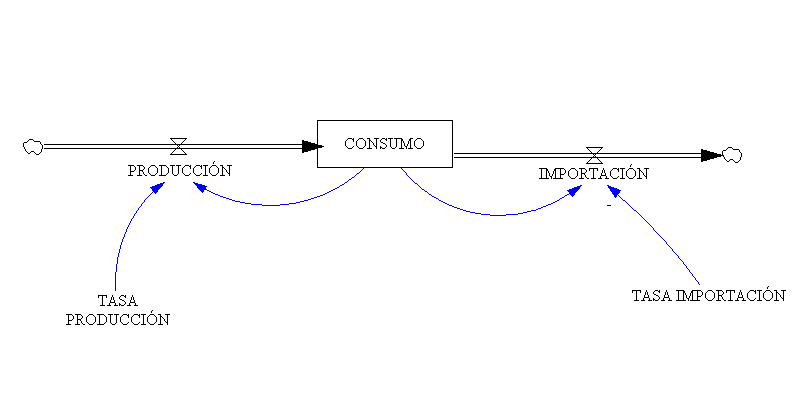 CONSUMO
PRODUCCIÓN
IMPORTACIÓN
-
TASA
PRODUCCIÓN
TASA IMPORTACIÓN